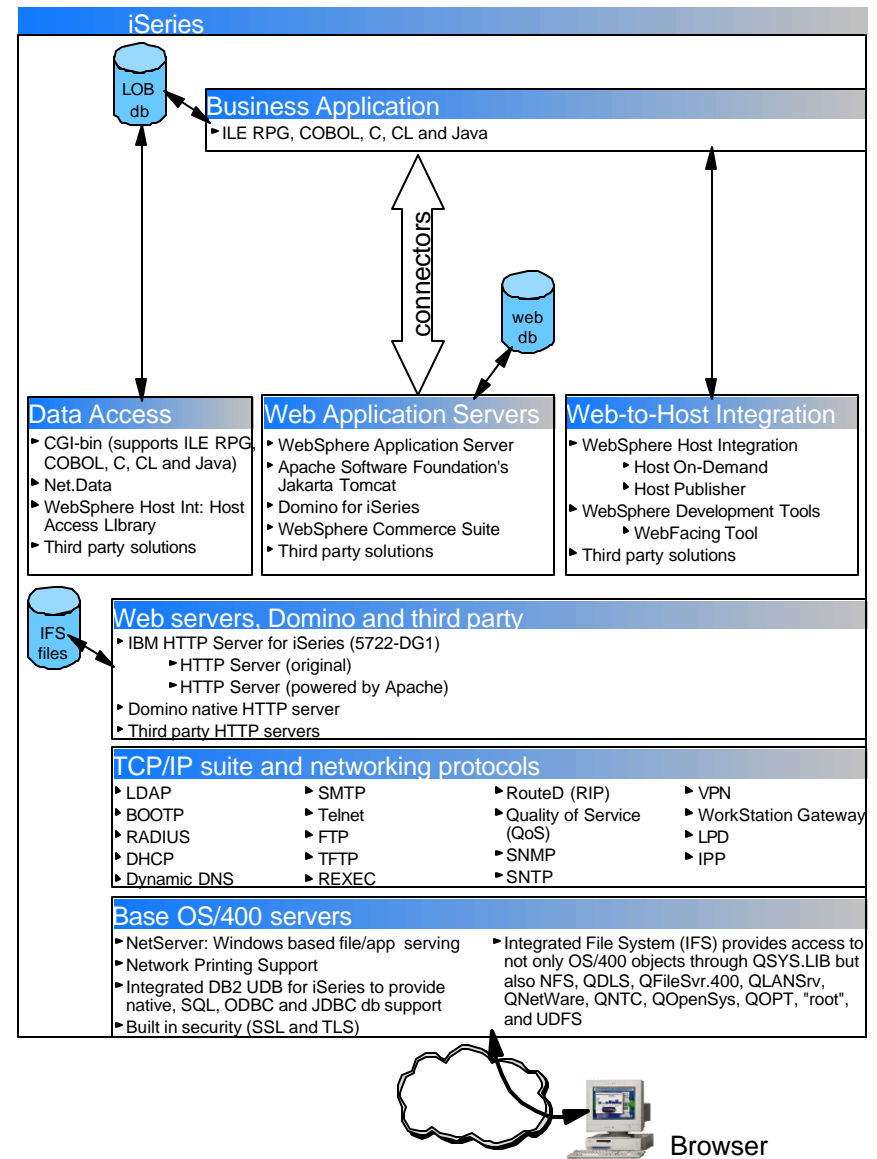 iSeries
LOB
db
Business Application
ILE RPG, COBOL, C, CL and Java
connectors
web
db
Data Access
CGI-bin (supports ILE RPG,
COBOL, C, CL and Java)
Net.Data
WebSphere Host Int: Host
Access LIbrary
Third party solutions
Web Application Servers
WebSphere Application Server
Apache Software Foundation's
Jakarta Tomcat
Domino for iSeries
WebSphere Commerce Suite
Third party solutions
Web-to-Host Integration
WebSphere Host Integration
Host On-Demand
Host Publisher
WebSphere Development Tools
WebFacing Tool
Third party solutions
IFS
files
Web servers, Domino and third party
IBM HTTP Server for iSeries (5722-DG1)
HTTP Server (original)
HTTP Server (powered by Apache)
Domino native HTTP server
Third party HTTP servers
TCP/IP suite and networking protocols
LDAP
BOOTP
RADIUS
DHCP
Dynamic DNS
SMTP
Telnet
FTP
TFTP
REXEC
RouteD (RIP)
Quality of Service
(QoS)
SNMP
SNTP
VPN
WorkStation Gateway
LPD
IPP
Base OS/400 servers
NetServer: Windows based file/app serving
Network Printing Support
Integrated DB2 UDB for iSeries to provide
native, SQL, ODBC and JDBC db support
Built in security (SSL and TLS)
Integrated File System (IFS) provides access to
not only OS/400 objects through QSYS.LIB but
also NFS, QDLS, QFileSvr.400, QLANSrv,
QNetWare, QNTC, QOpenSys, QOPT, "root",
and UDFS
Browser